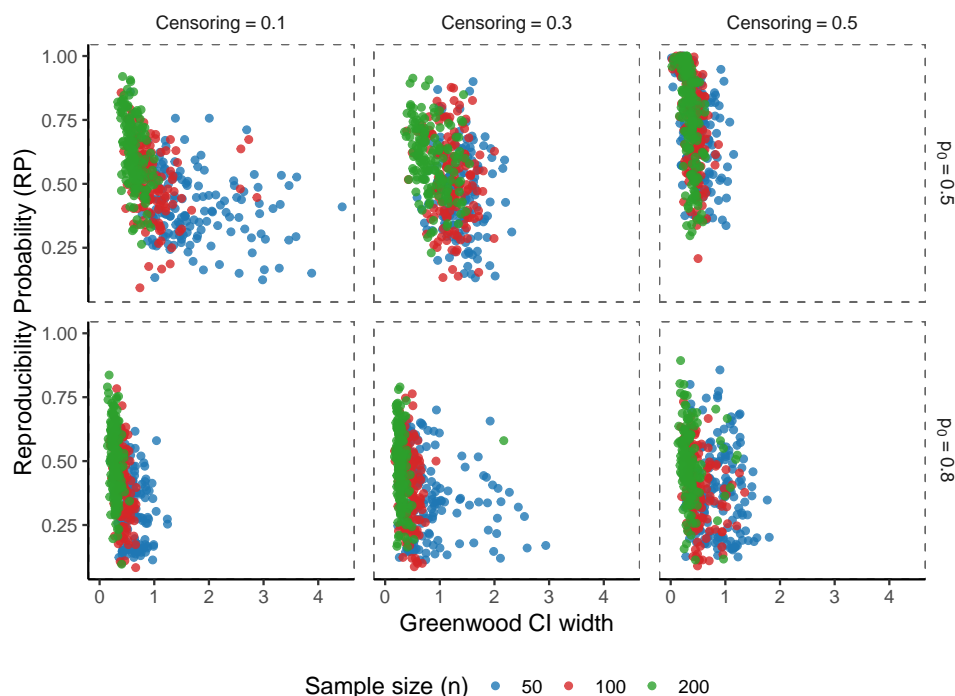 Censoring = 0.1 Censoring = 0.3 Censoring = 0.5
Reproducibility Probability (RP)
1.00
0.75
0.50
0.25
p₀ = 0.5
1.00
0.75
0.50
0.25
p₀ = 0.8
0 1 2 3 4 0 1 2 3 4 0 1 2 3 4
Greenwood CI width
Sample size (n) 50 100 200